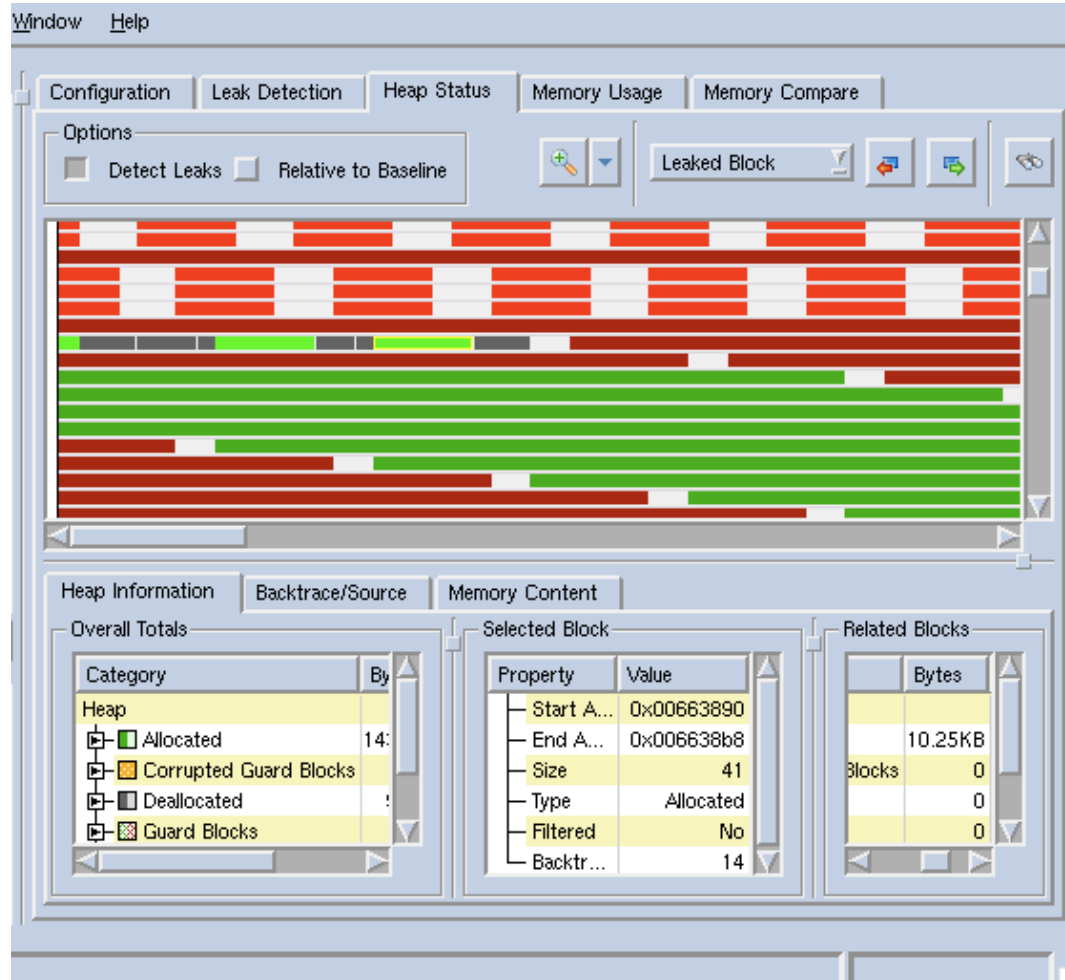 Window Help
Configuration Leak Detection Heap Status Memory Usage Memory Compare
Options
Detect Leaks Relative to Baseline
Leaked Block
Heap Information Backtrace/Source Memory Content
Overall Totals
Category By
Heap
Allocated 14
Corrupted Guard Blocks
Deallocated
Guard Blocks
Selected Block
Property Value
Start A... 0x00663890
End A... 0x006638b8
Size 41
Type Allocated
Filtered No
Backtr... 14
Related Blocks
Bytes
10.25KB
Blocks 0
0
0